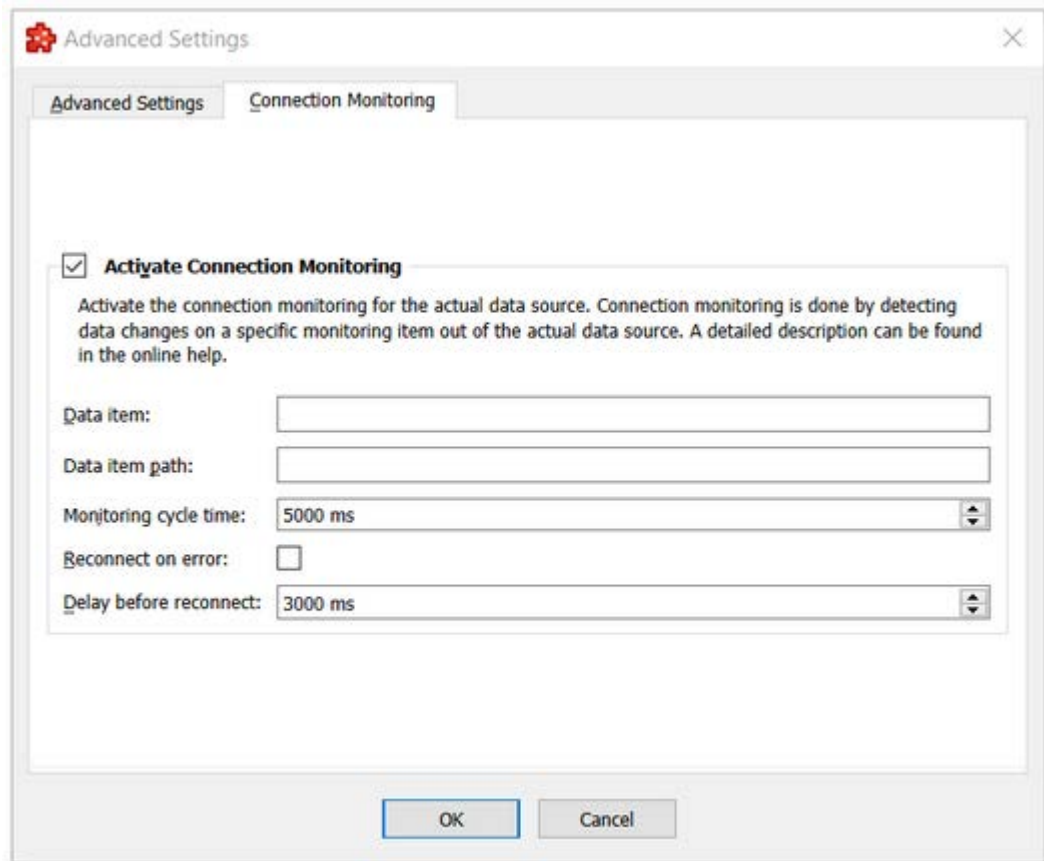 Advanced Settings
Advanced Settings
Connection Monitoring
Activate Connection Monitoring
Activate the connection monitoring for the actual data source. Connection monitoring is done by detecting
data changes on a specific monitoring item out of the actual data source. A detailed description can be found
in the online help.
Data item:
Data item path:
Monitoring cycle time: 5000 ms
Reconnect on error:
Delay before reconnect: 3000 ms
OK Cancel